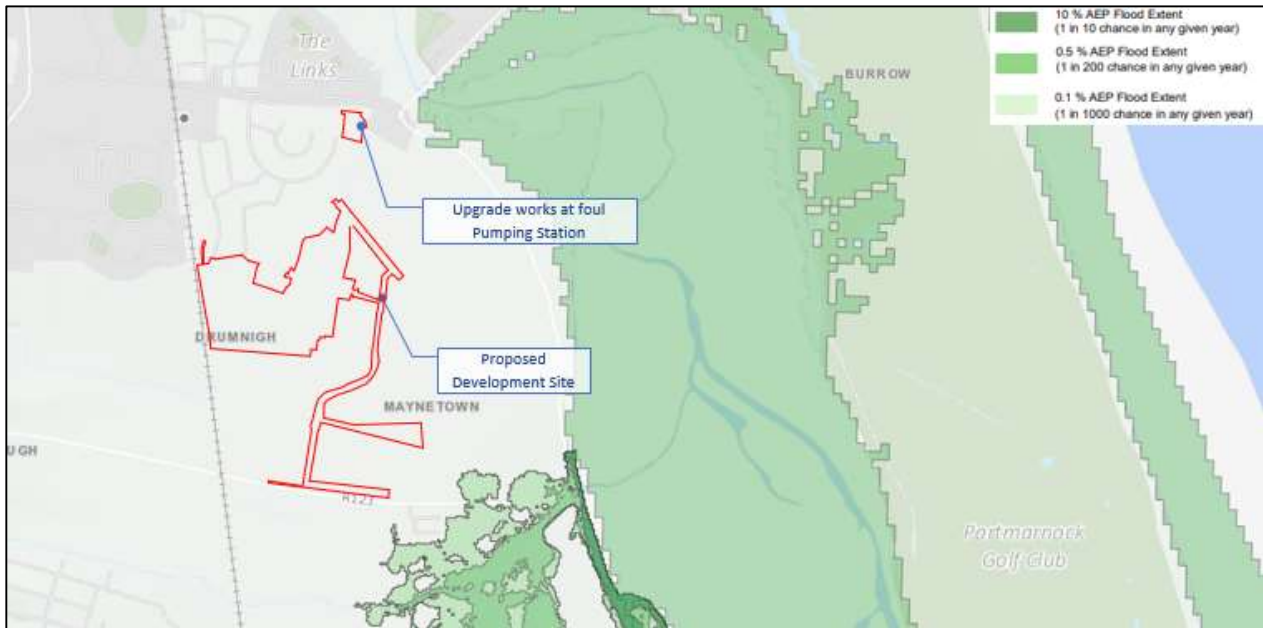 10 % AEP Flood Extent
(1 in 10 chance in any given year)
0.5 % AEP Flood Extent
(1 in 200 chance in any given year)
0.1 % AEP Flood Extent
(1 in 1000 chance in any given year)
The
Links
BURROW
Upgrade works at foul
Pumping Station
DRUMNIGH
Proposed
Development Site
MAYNETOWN
UGH
R123
Portmarnock
Golf Club